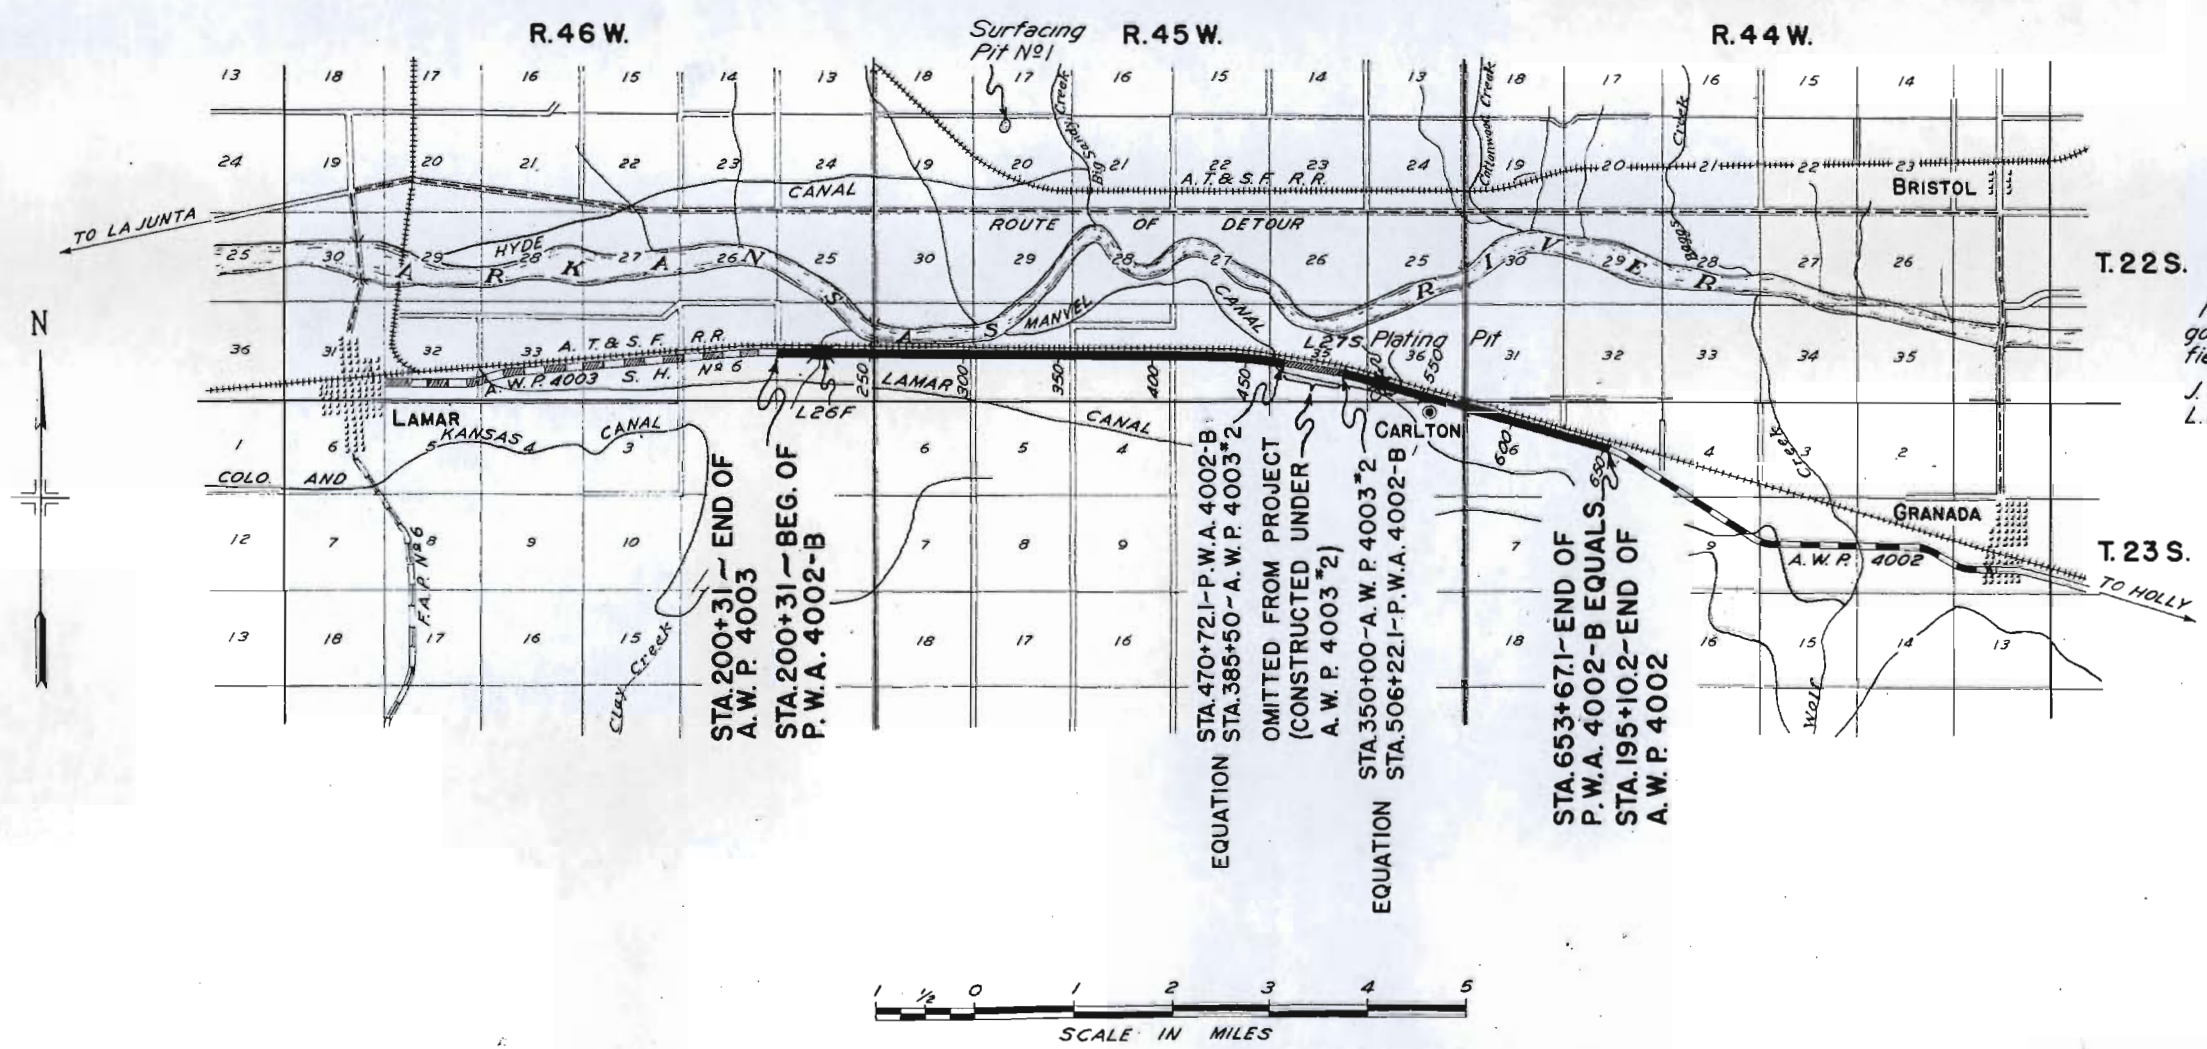 R. 46 W.
Surfacing
Pit Nº 1
R. 45 W.
R. 44 W.
13 18 17 16 15 14 13 18 17 16 15 14 13 18 17 16 15 14
Big Sandy Creek
Cottonwood Creek
Creek
24 19 20 21 22 23 24 19 20 21 22 23 24 19 20 21 22 23
CANAL
A. T. & S. F. R. R.
BRISTOL
TO LA JUNTA
ROUTE OF DETOUR
HYDE
25 30 29 28 27 26 25 30 29 28 27 26 25 30 29 28 27 26
ARKANSAS RIVER
T. 22 S.
MANVEL
CANAL
N
L27S. Plating Pit
36 31 32 33 35 36 31 32 33 34 35
A. T. & S. F. R. R.
A. W. P. 4003 S. H. Nº 6
250 300 350 400 450 550 600 650
LAMAR
CANAL
L26F
LAMAR
CARLTON
1 6 5 4 3 6 5 4 1 6 4 3 2
COLO. AND KANSAS CANAL
Creek
GRANADA
12 7 8 9 10 7 8 9 7 9
A. W. P. 4002
T. 23 S.
TO HOLLY
F.A.P. Nº 6
13 18 17 16 15 18 17 16 18 16 15 14 13
Clay Creek
Wolf
STA. 200+31 ~ END OF
A. W. P. 4003
STA. 200+31 ~ BEG. OF
P. W. A. 4002-B
EQUATION
STA. 470+72.1 - P. W. A. 4002-B
STA. 385+50 ~ A. W. P. 4003 #2
OMITTED FROM PROJECT
(CONSTRUCTED UNDER
A. W. P. 4003 #2)
EQUATION
STA. 350+00 - A. W. P. 4003 #2
STA. 506+22.1 - P. W. A. 4002-B
STA. 653+67.1 - END OF
P. W. A. 4002-B EQUALS
STA. 195+10.2 - END OF
A. W. P. 4002
1 ½ 0 1 2 3 4 5
SCALE IN MILES